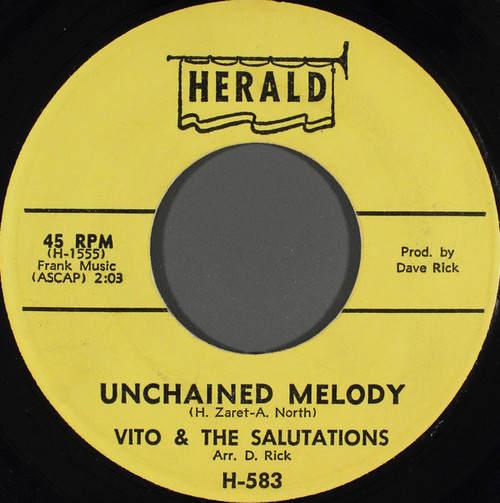 HERALD
45 RPM
(H-1555)
Frank Music
(ASCAP) 2:03
Prod. by
Dave Rick
UNCHAINED MELODY
(H. Zaret-A. North)
VITO & THE SALUTATIONS
Arr. D. Rick
H-583